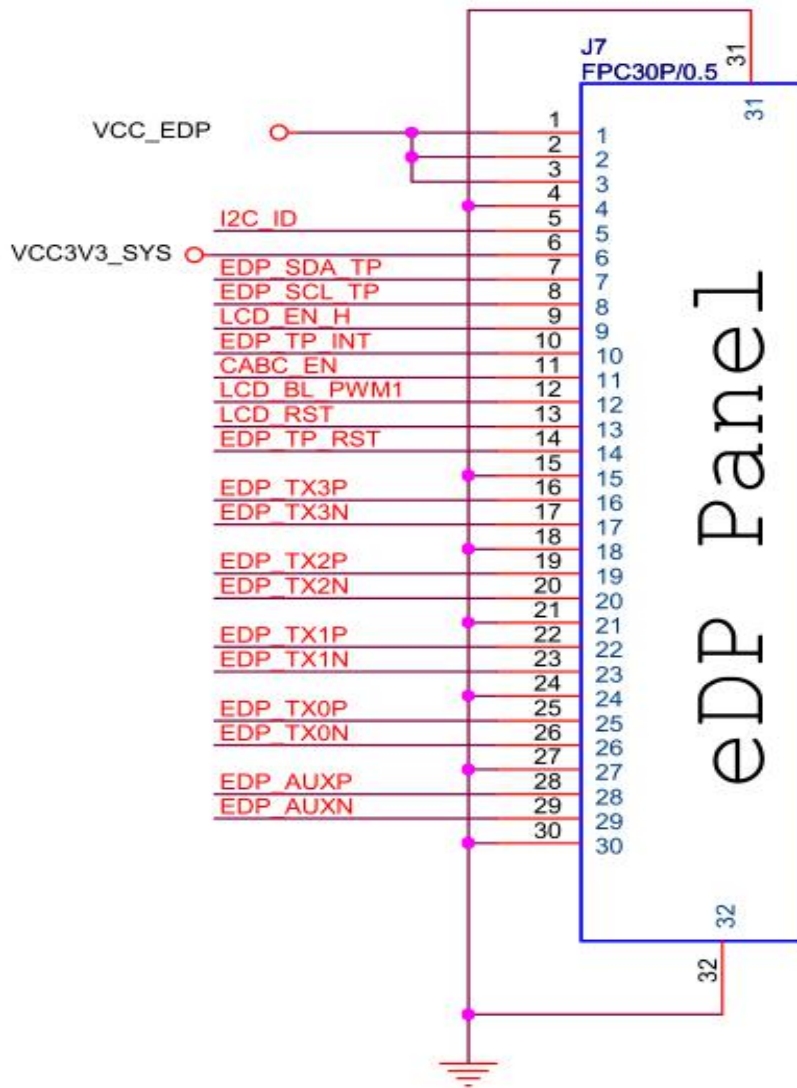 J7
FPC30P/0.5
31
31
VCC_EDP
1
1
2
2
3
3
4
4
I2C_ID
5
5
VCC3V3_SYS
6
6
EDP_SDA_TP
7
7
EDP_SCL_TP
8
8
LCD_EN_H
9
9
EDP_TP_INT
10
10
CABC_EN
11
11
LCD_BL_PWM1
12
12
LCD_RST
13
13
EDP_TP_RST
14
14
15
15
EDP_TX3P
16
16
EDP_TX3N
17
17
18
18
EDP_TX2P
19
19
EDP_TX2N
20
20
21
21
EDP_TX1P
22
22
EDP_TX1N
23
23
24
24
EDP_TX0P
25
25
EDP_TX0N
26
26
27
27
EDP_AUXP
28
28
EDP_AUXN
29
29
30
30
eDP Panel
32
32